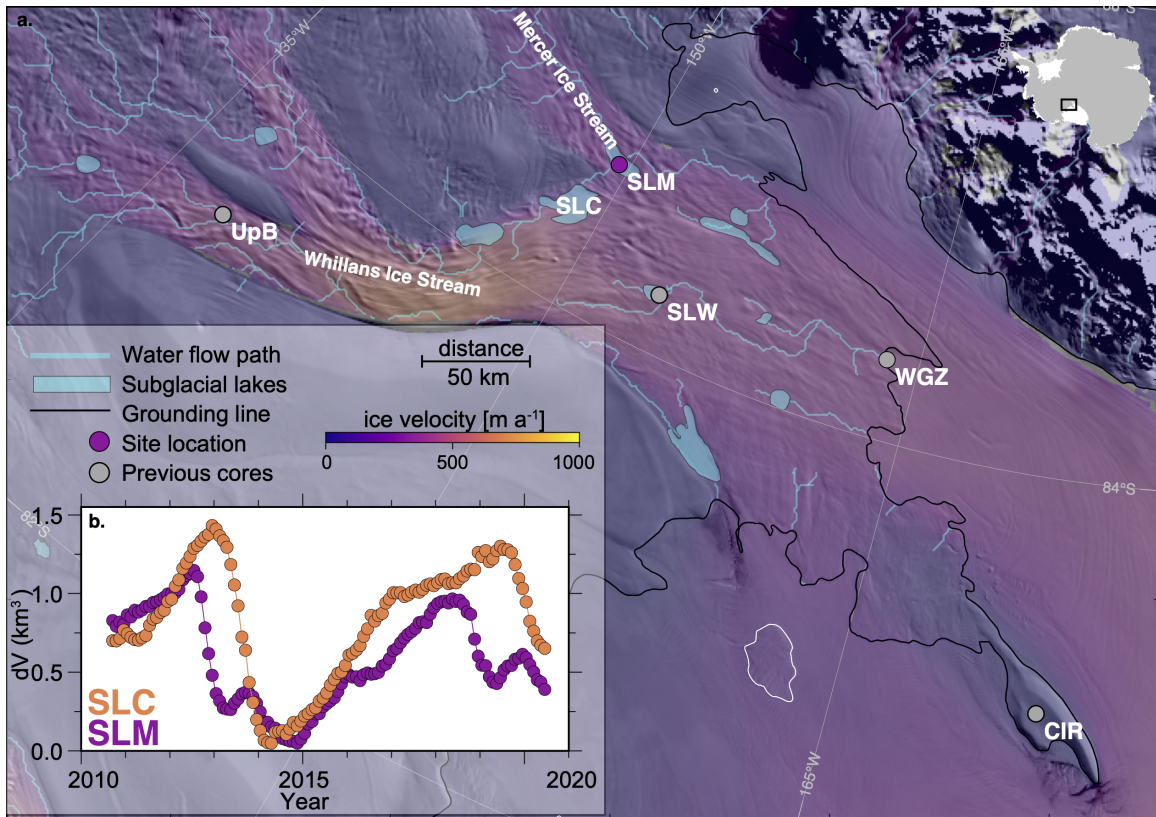 a.
135°W
150°W
165°W
86°S
Mercer Ice Stream
SLM
SLC
UpB
Whillans Ice Stream
SLW
WGZ
84°S
CIR
165°W
Water flow path
Subglacial lakes
Grounding line
Site location
Previous cores
distance
50 km
ice velocity [m a⁻¹]
0 500 1000
b.
dV (km³)
1.5
1.0
0.5
0.0
SLC
SLM
2010 2015 2020
Year